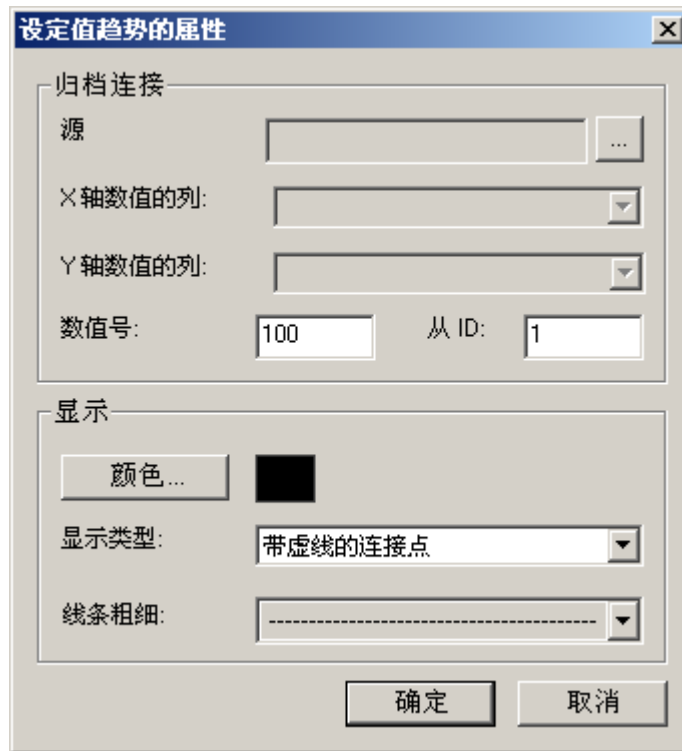 设定值趋势的属性
归档连接
源
...
X轴数值的列:
Y轴数值的列:
数值号: 100 从 ID: 1
显示
颜色...
显示类型: 带虚线的连接点
线条粗细:
确定 取消